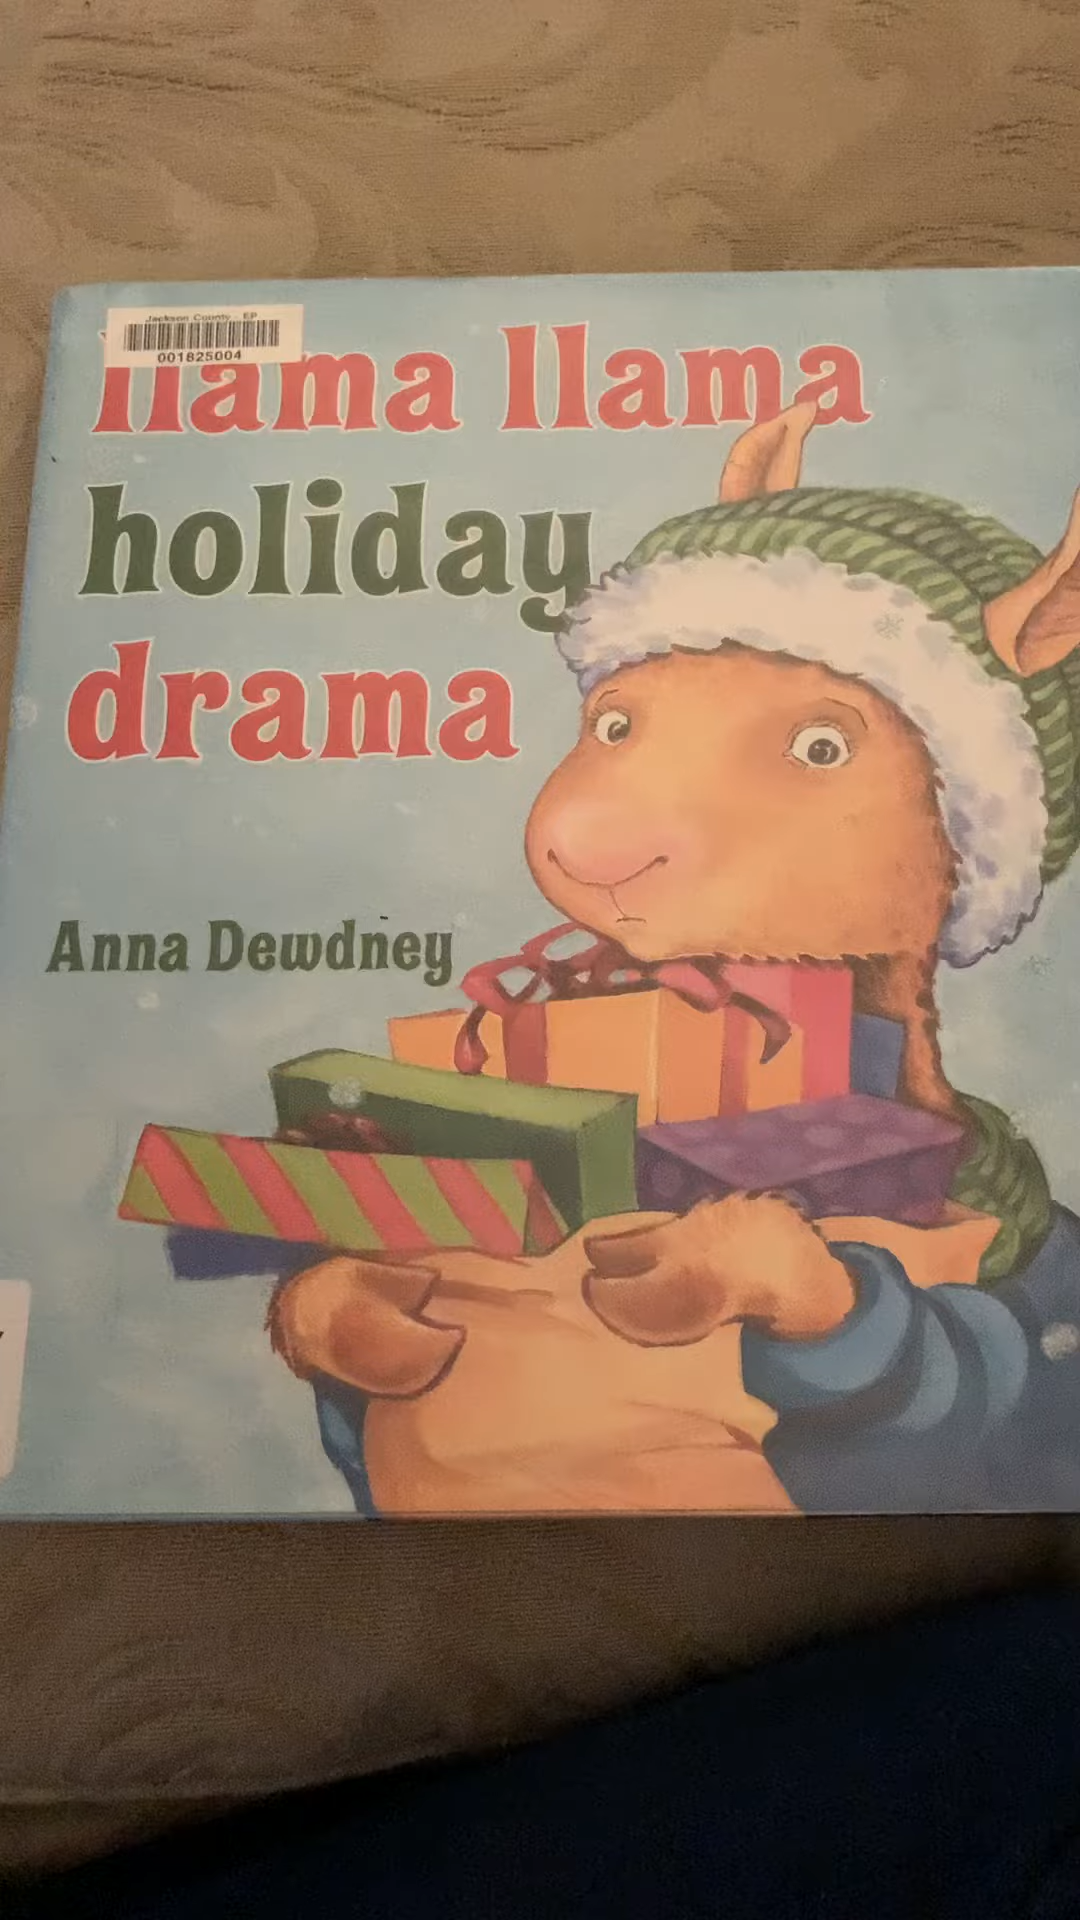 Jackson County - EP
001825004
llama llama
holiday
drama
Anna Dewdney